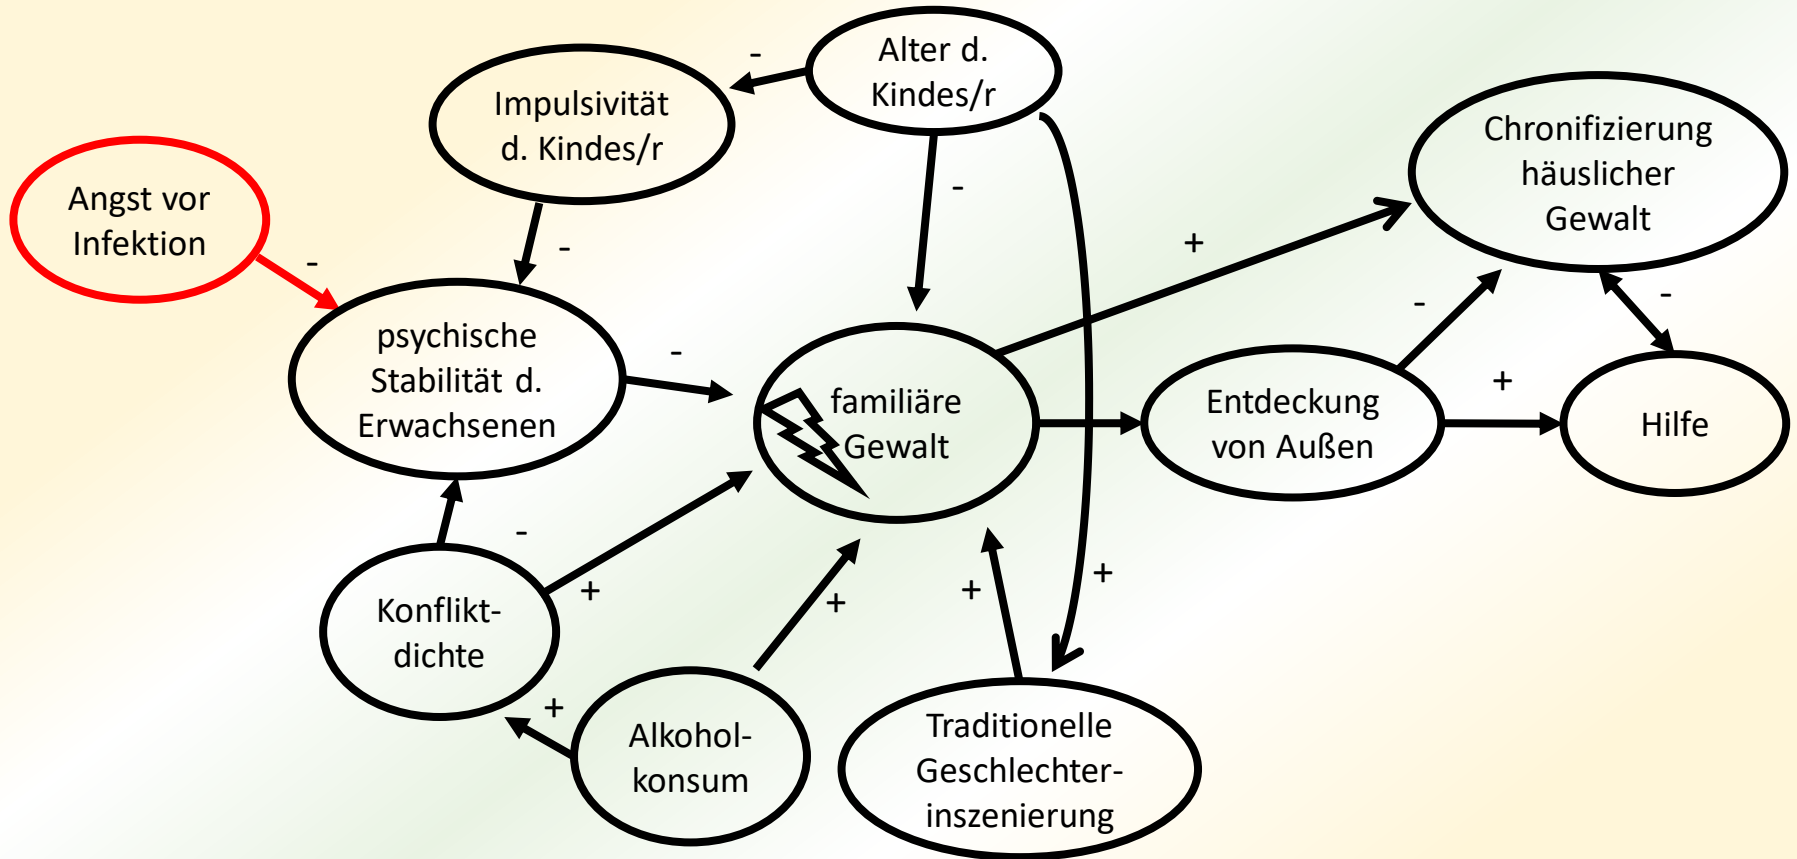 Alter d.
Kindes/r
-
Impulsivität
d. Kindes/r
Chronifizierung
häuslicher
Gewalt
Angst vor
Infektion
-
-
-
+
-
-
psychische
Stabilität d.
Erwachsenen
-
familiäre
Gewalt
Entdeckung
von Außen
+
Hilfe
-
+
+
+
+
Konflikt-
dichte
+
Alkohol-
konsum
Traditionelle
Geschlechter-
inszenierung